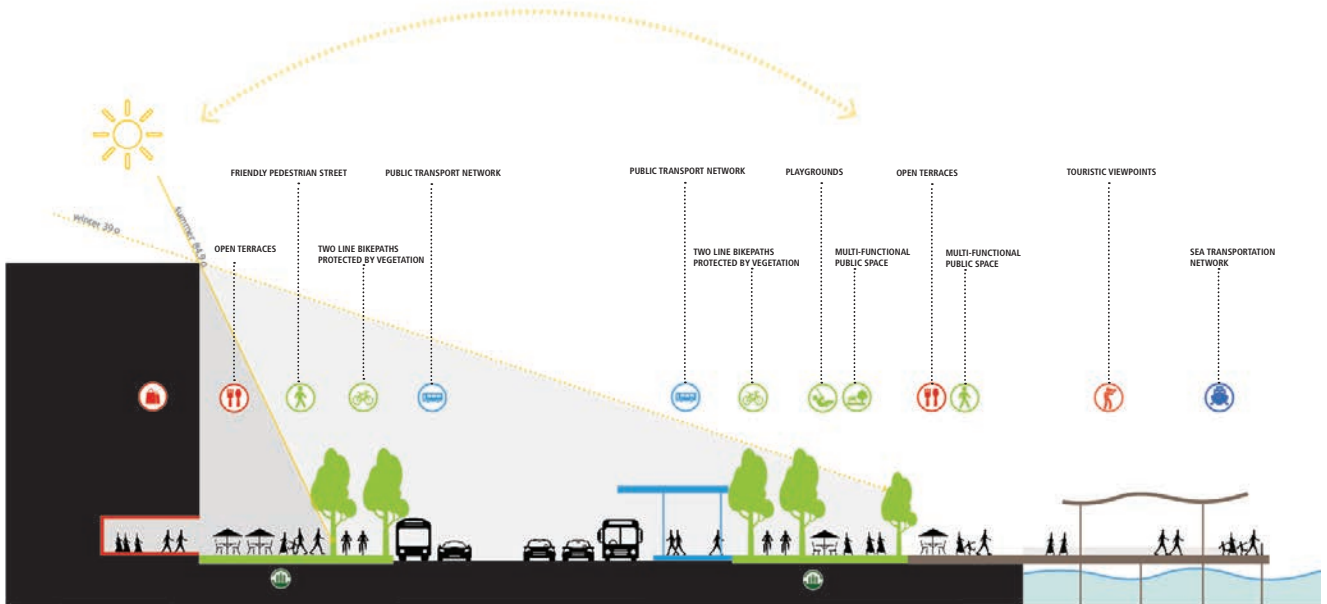 FRIENDLY PEDESTRIAN STREET
PUBLIC TRANSPORT NETWORK
PUBLIC TRANSPORT NETWORK
PLAYGROUNDS
OPEN TERRACES
TOURISTIC VIEWPOINTS
winter 39º
summer 84,9º
OPEN TERRACES
TWO LINE BIKEPATHS
PROTECTED BY VEGETATION
TWO LINE BIKEPATHS
PROTECTED BY VEGETATION
MULTI-FUNCTIONAL
PUBLIC SPACE
MULTI-FUNCTIONAL
PUBLIC SPACE
SEA TRANSPORTATION
NETWORK